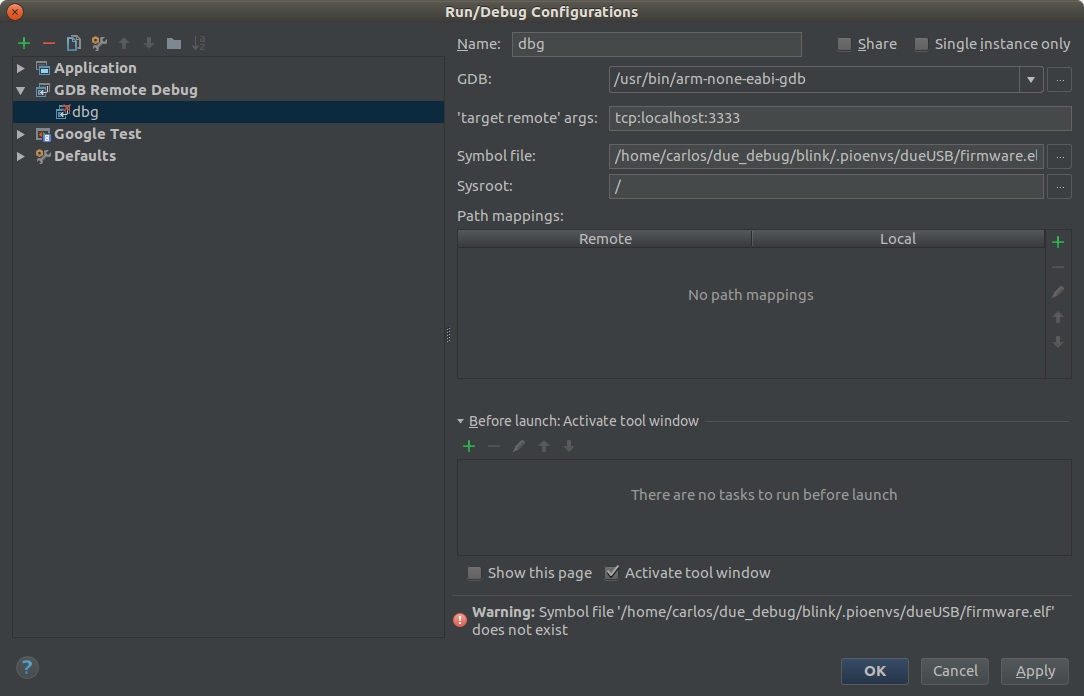 Run/Debug Configurations
Application
GDB Remote Debug
dbg
Google Test
Defaults
Name: dbg
Share
Single instance only
GDB: /usr/bin/arm-none-eabi-gdb
'target remote' args: tcp:localhost:3333
Symbol file: /home/carlos/due_debug/blink/.pioenvs/dueUSB/firmware.el
Sysroot: /
Path mappings:
Remote Local
No path mappings
Before launch: Activate tool window
There are no tasks to run before launch
Show this page
Activate tool window
Warning: Symbol file '/home/carlos/due_debug/blink/.pioenvs/dueUSB/firmware.elf'
does not exist
? OK Cancel Apply